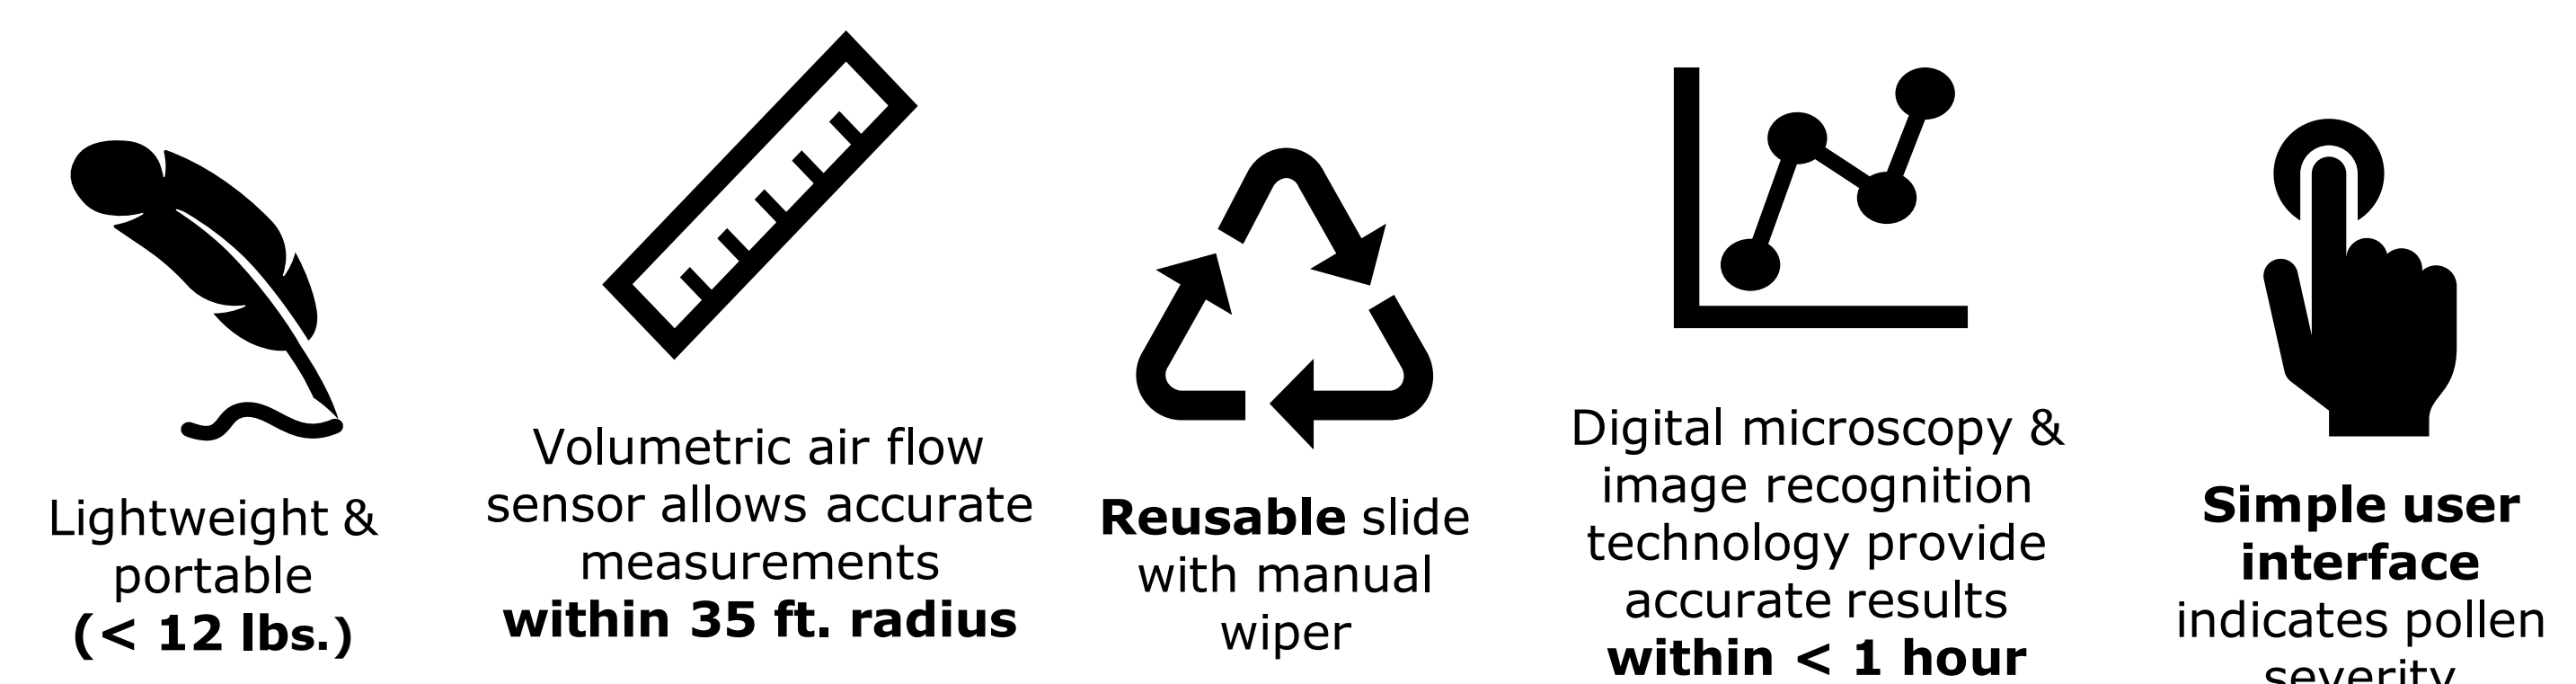 Lightweight &
portable
(< 12 lbs.)
Volumetric air flow
sensor allows accurate
measurements
within 35 ft. radius
Reusable slide
with manual
wiper
Digital microscopy &
image recognition
technology provide
accurate results
within < 1 hour
Simple user
interface
indicates pollen
severity